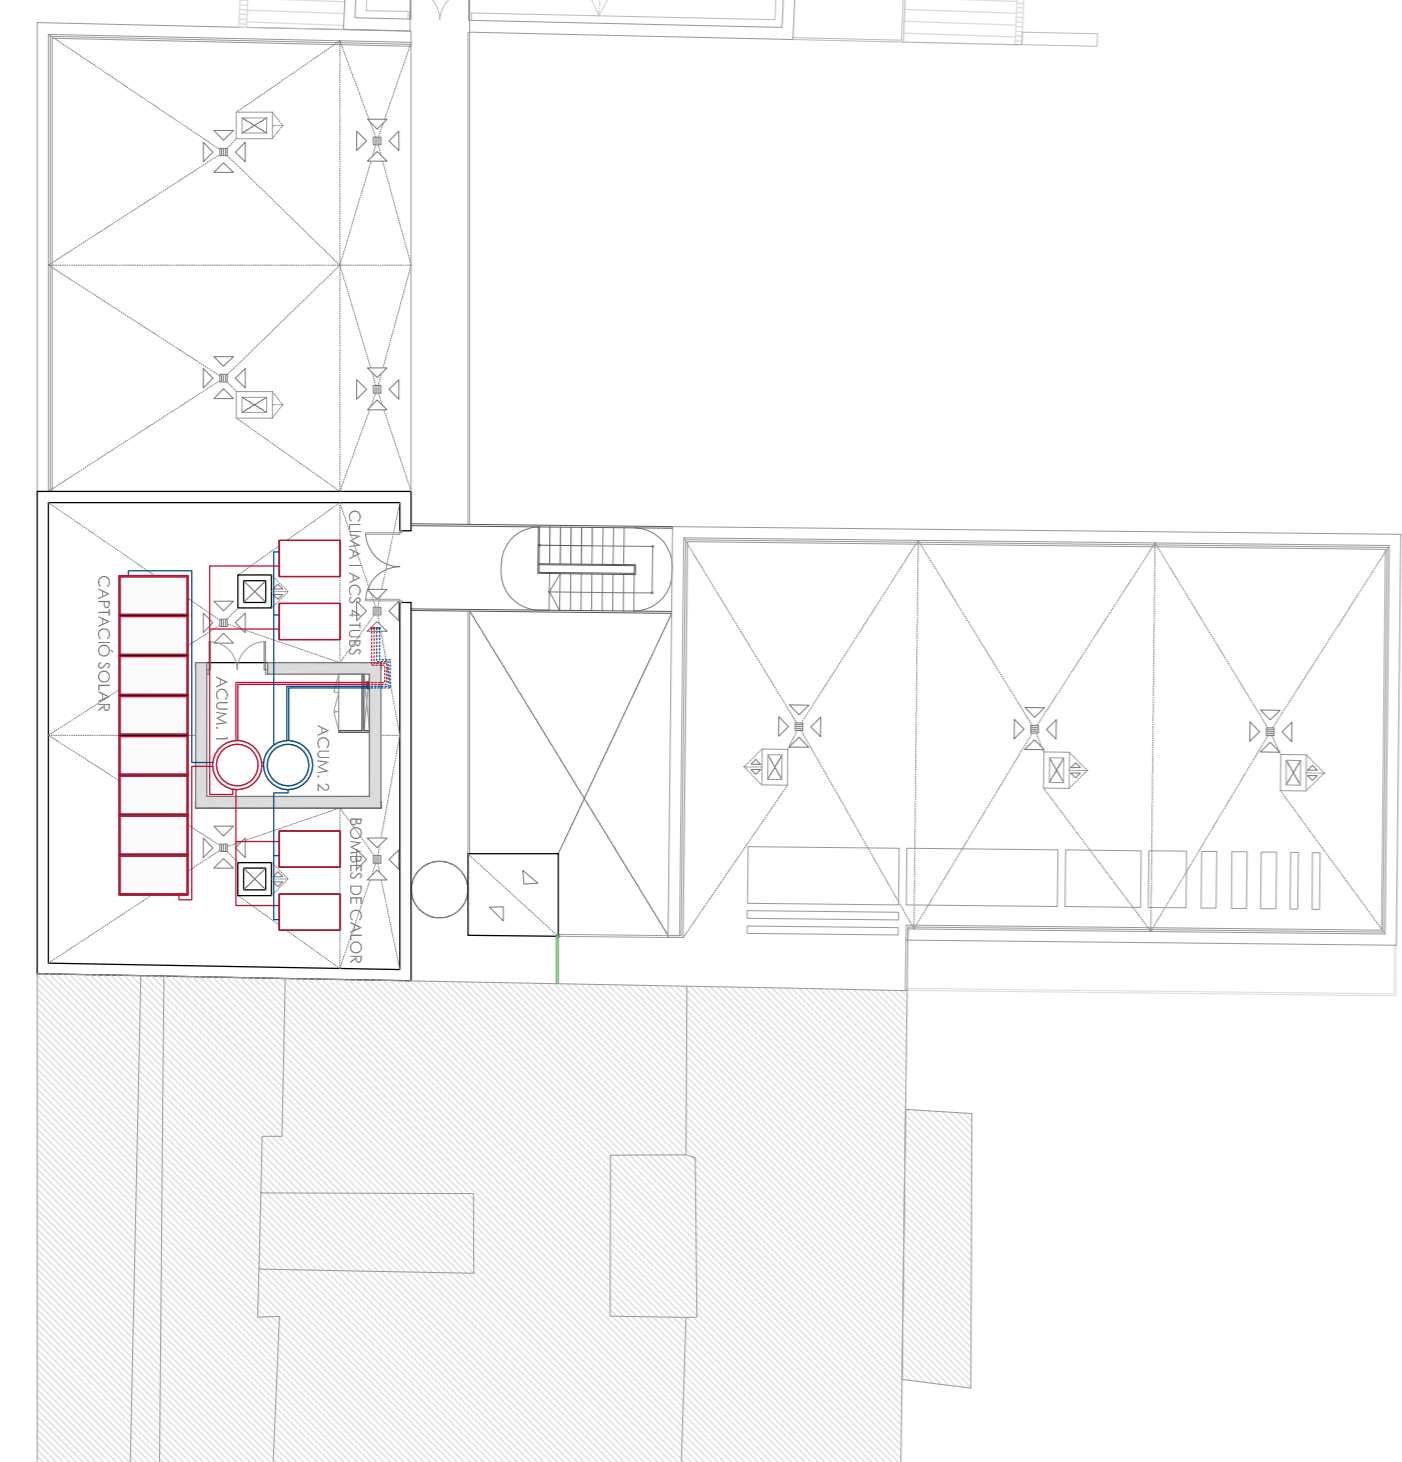 CAPTACIÓ SOLAR
ACUM. 1
ACUM. 2
CLIMA I ACS 4 TUBS
BOMBES DE CALOR